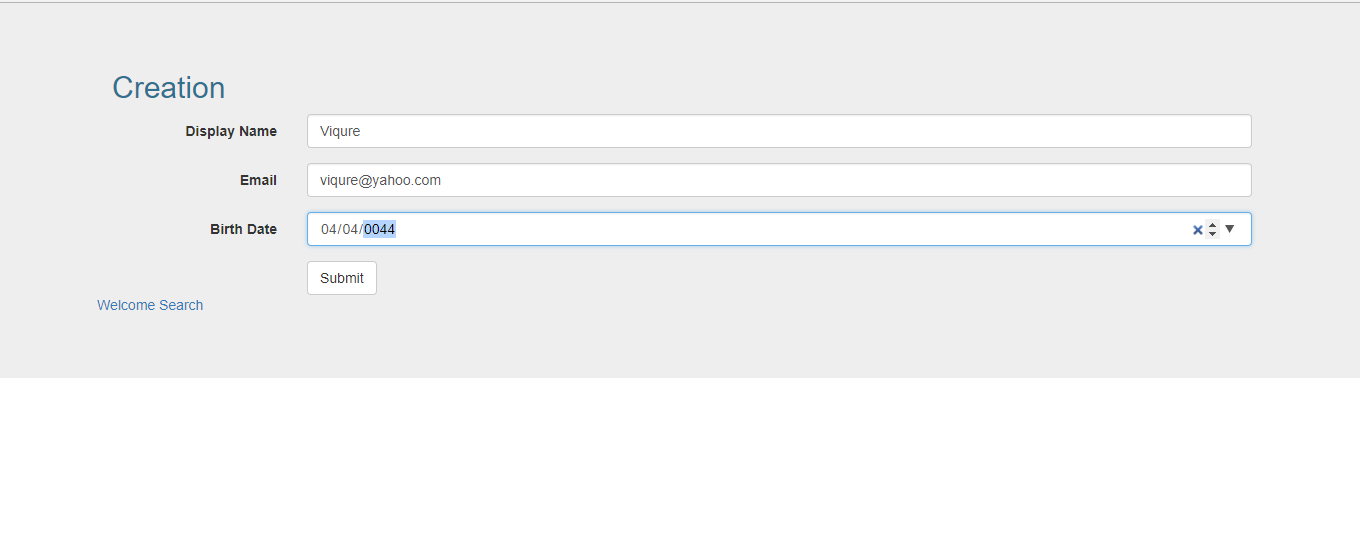 Creation
Display Name Viqure
Email viqure@yahoo.com
Birth Date 04/04/0044
Submit
Welcome Search